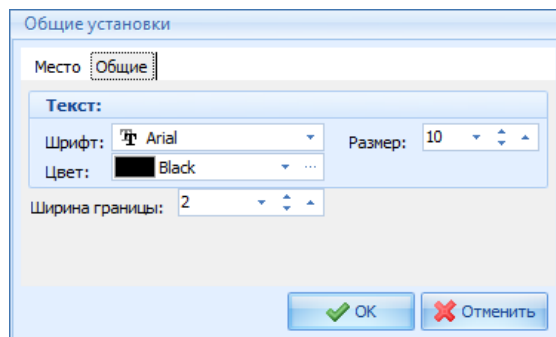 Общие установки
Место Общие
Текст:
Шрифт: Arial Размер: 10
Цвет: Black
Ширина границы: 2
OK Отменить